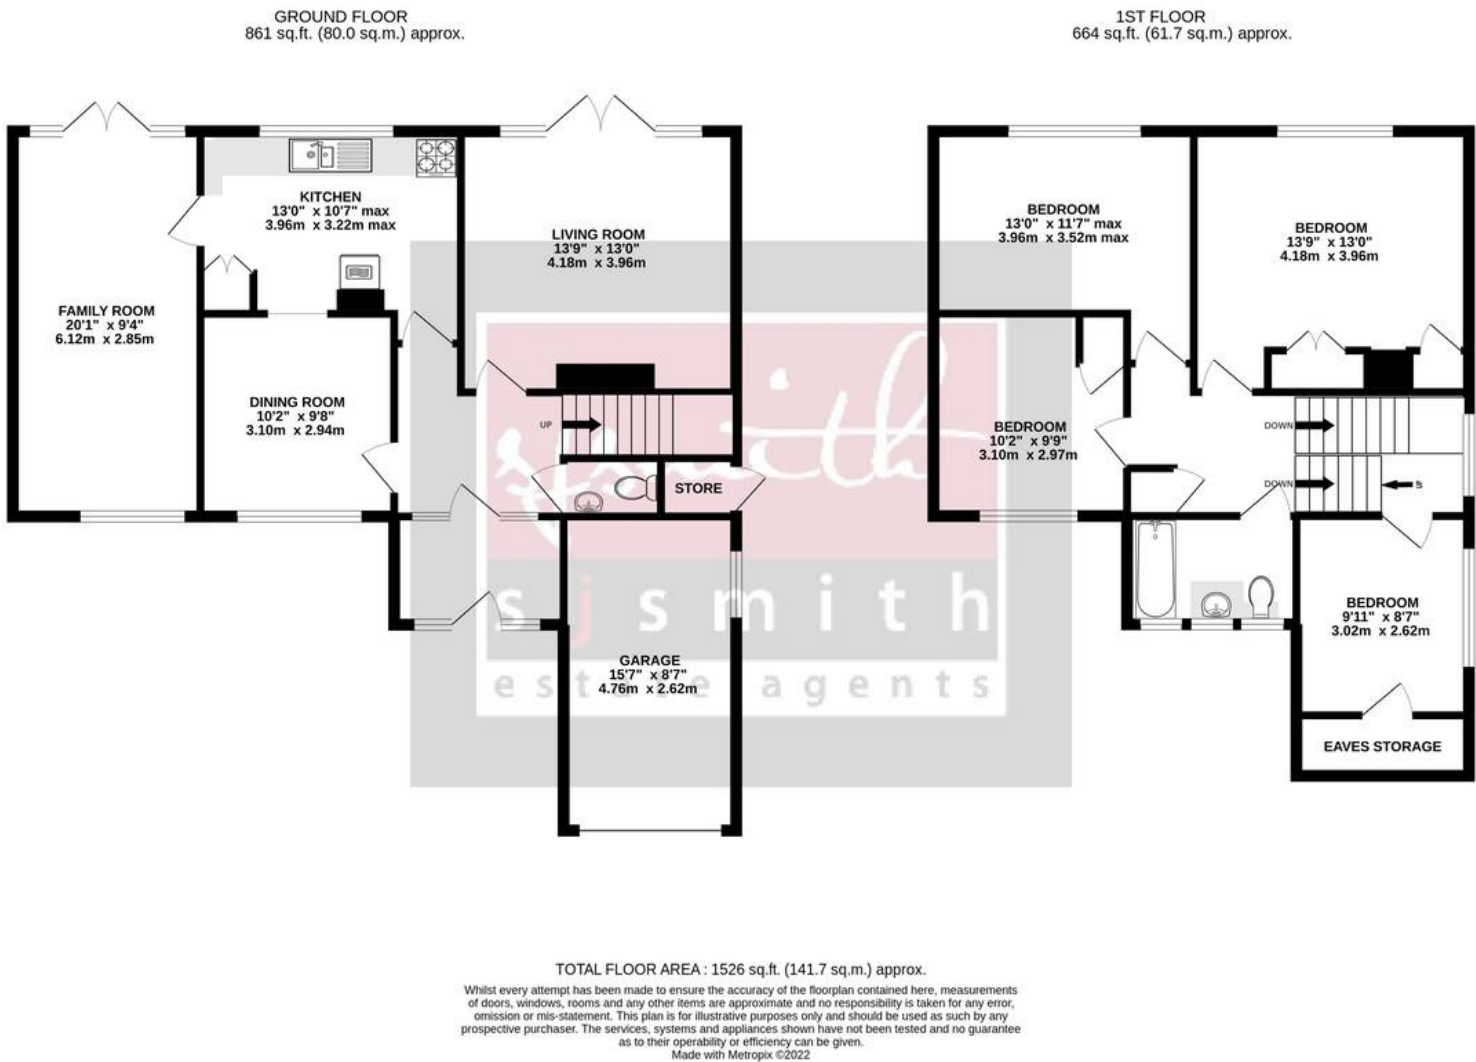 GROUND FLOOR
861 sq.ft. (80.0 sq.m.) approx.
1ST FLOOR
664 sq.ft. (61.7 sq.m.) approx.
KITCHEN
13'0" x 10'7" max
3.96m x 3.22m max
LIVING ROOM
13'9" x 13'0"
4.18m x 3.96m
FAMILY ROOM
20'1" x 9'4"
6.12m x 2.85m
DINING ROOM
10'2" x 9'8"
3.10m x 2.94m
UP
STORE
GARAGE
15'7" x 8'7"
4.76m x 2.62m
BEDROOM
13'0" x 11'7" max
3.96m x 3.52m max
BEDROOM
13'9" x 13'0"
4.18m x 3.96m
BEDROOM
10'2" x 9'9"
3.10m x 2.97m
DOWN
DOWN
UP
BEDROOM
9'11" x 8'7"
3.02m x 2.62m
EAVES STORAGE
sjsmith
sjsmith
estate agents
TOTAL FLOOR AREA : 1526 sq.ft. (141.7 sq.m.) approx.
Whilst every attempt has been made to ensure the accuracy of the floorplan contained here, measurements
of doors, windows, rooms and any other items are approximate and no responsibility is taken for any error,
omission or mis-statement. This plan is for illustrative purposes only and should be used as such by any
prospective purchaser. The services, systems and appliances shown have not been tested and no guarantee
as to their operability or efficiency can be given.
Made with Metropix ©2022